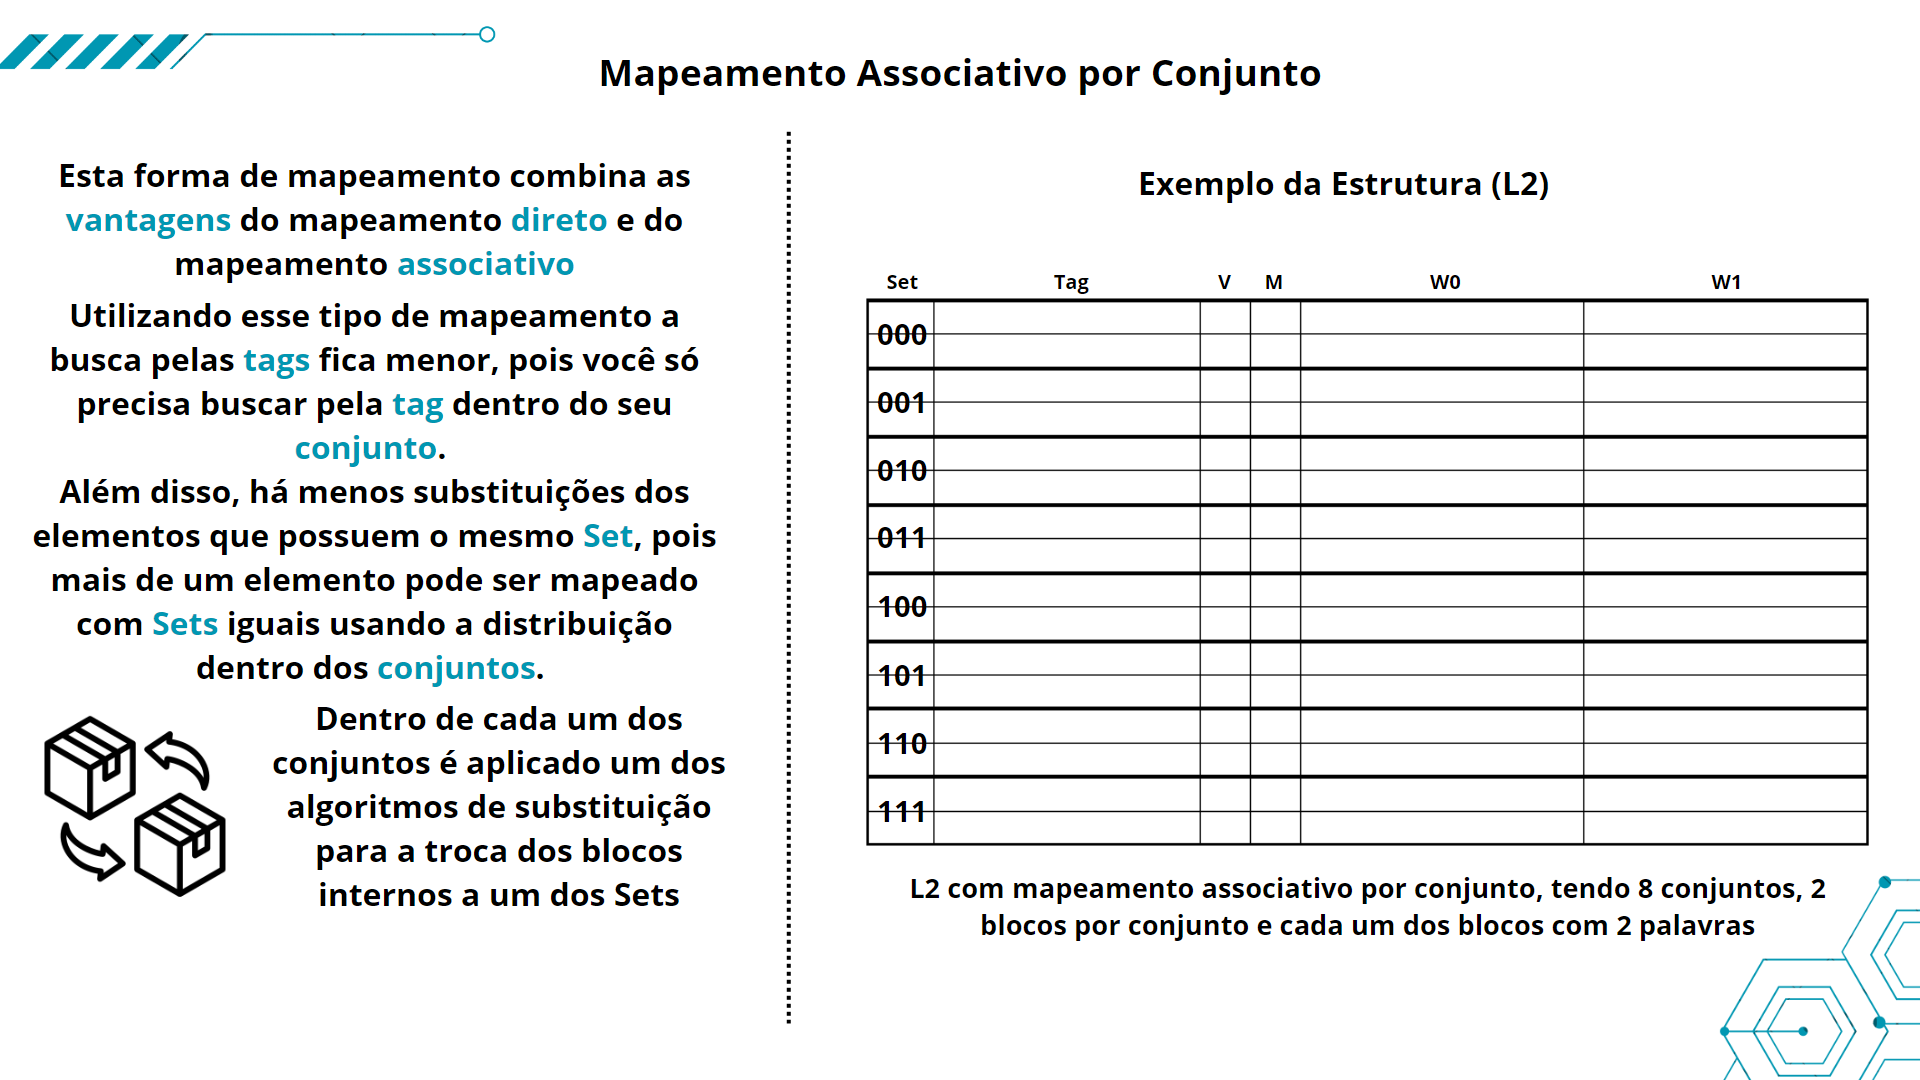 Mapeamento Associativo por Conjunto
Esta forma de mapeamento combina as
vantagens do mapeamento direto e do
mapeamento associativo
Utilizando esse tipo de mapeamento a
busca pelas tags fica menor, pois você só
precisa buscar pela tag dentro do seu
conjunto.
Além disso, há menos substituições dos
elementos que possuem o mesmo Set, pois
mais de um elemento pode ser mapeado
com Sets iguais usando a distribuição
dentro dos conjuntos.
Dentro de cada um dos
conjuntos é aplicado um dos
algoritmos de substituição
para a troca dos blocos
internos a um dos Sets
Exemplo da Estrutura (L2)
Set Tag V M W0 W1
000
001
010
011
100
101
110
111
L2 com mapeamento associativo por conjunto, tendo 8 conjuntos, 2
blocos por conjunto e cada um dos blocos com 2 palavras